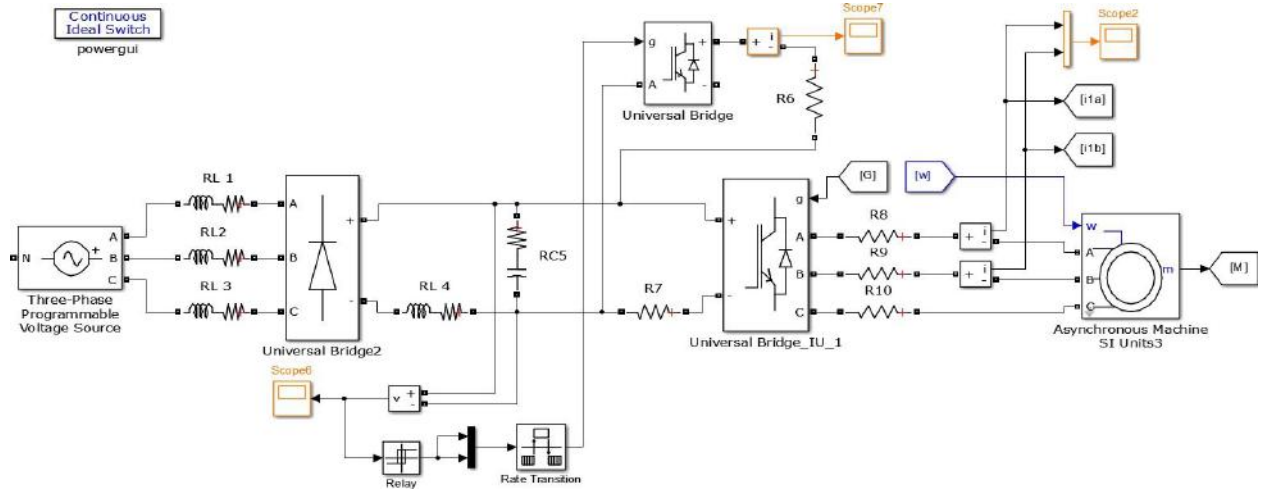 Continuous
Ideal Switch
powergui
Scope7
Scope2
g
+
i
-
A
-
Universal Bridge
R6
[i1a]
[i1b]
[G]
[w]
RL 1
RL2
RL 3
A
B
C
+
-
N
A
B
C
+
Three-Phase
Programmable
Voltage Source
Universal Bridge2
RL 4
RC5
R7
+
-
g
A
B
C
Universal Bridge_IU_1
R8
R9
R10
+
i
-
+
i
-
w
A
B
C
m
[M]
Asynchronous Machine
SI Units3
Scope6
v
+
-
Relay
Rate Transition